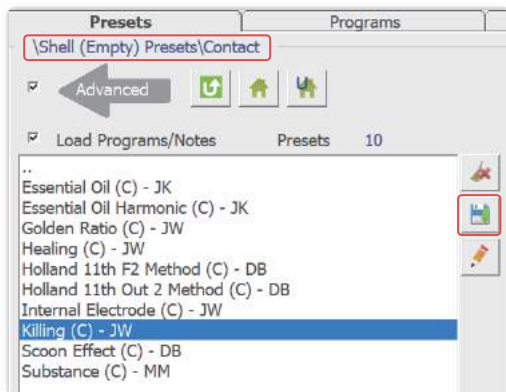 Presets Programs
\Shell (Empty) Presets\Contact
Advanced
Load Programs/Notes Presets 10
..
Essential Oil (C) - JK
Essential Oil Harmonic (C) - JK
Golden Ratio (C) - JW
Healing (C) - JW
Holland 11th F2 Method (C) - DB
Holland 11th Out 2 Method (C) - DB
Internal Electrode (C) - JW
Killing (C) - JW
Scoon Effect (C) - DB
Substance (C) - MM